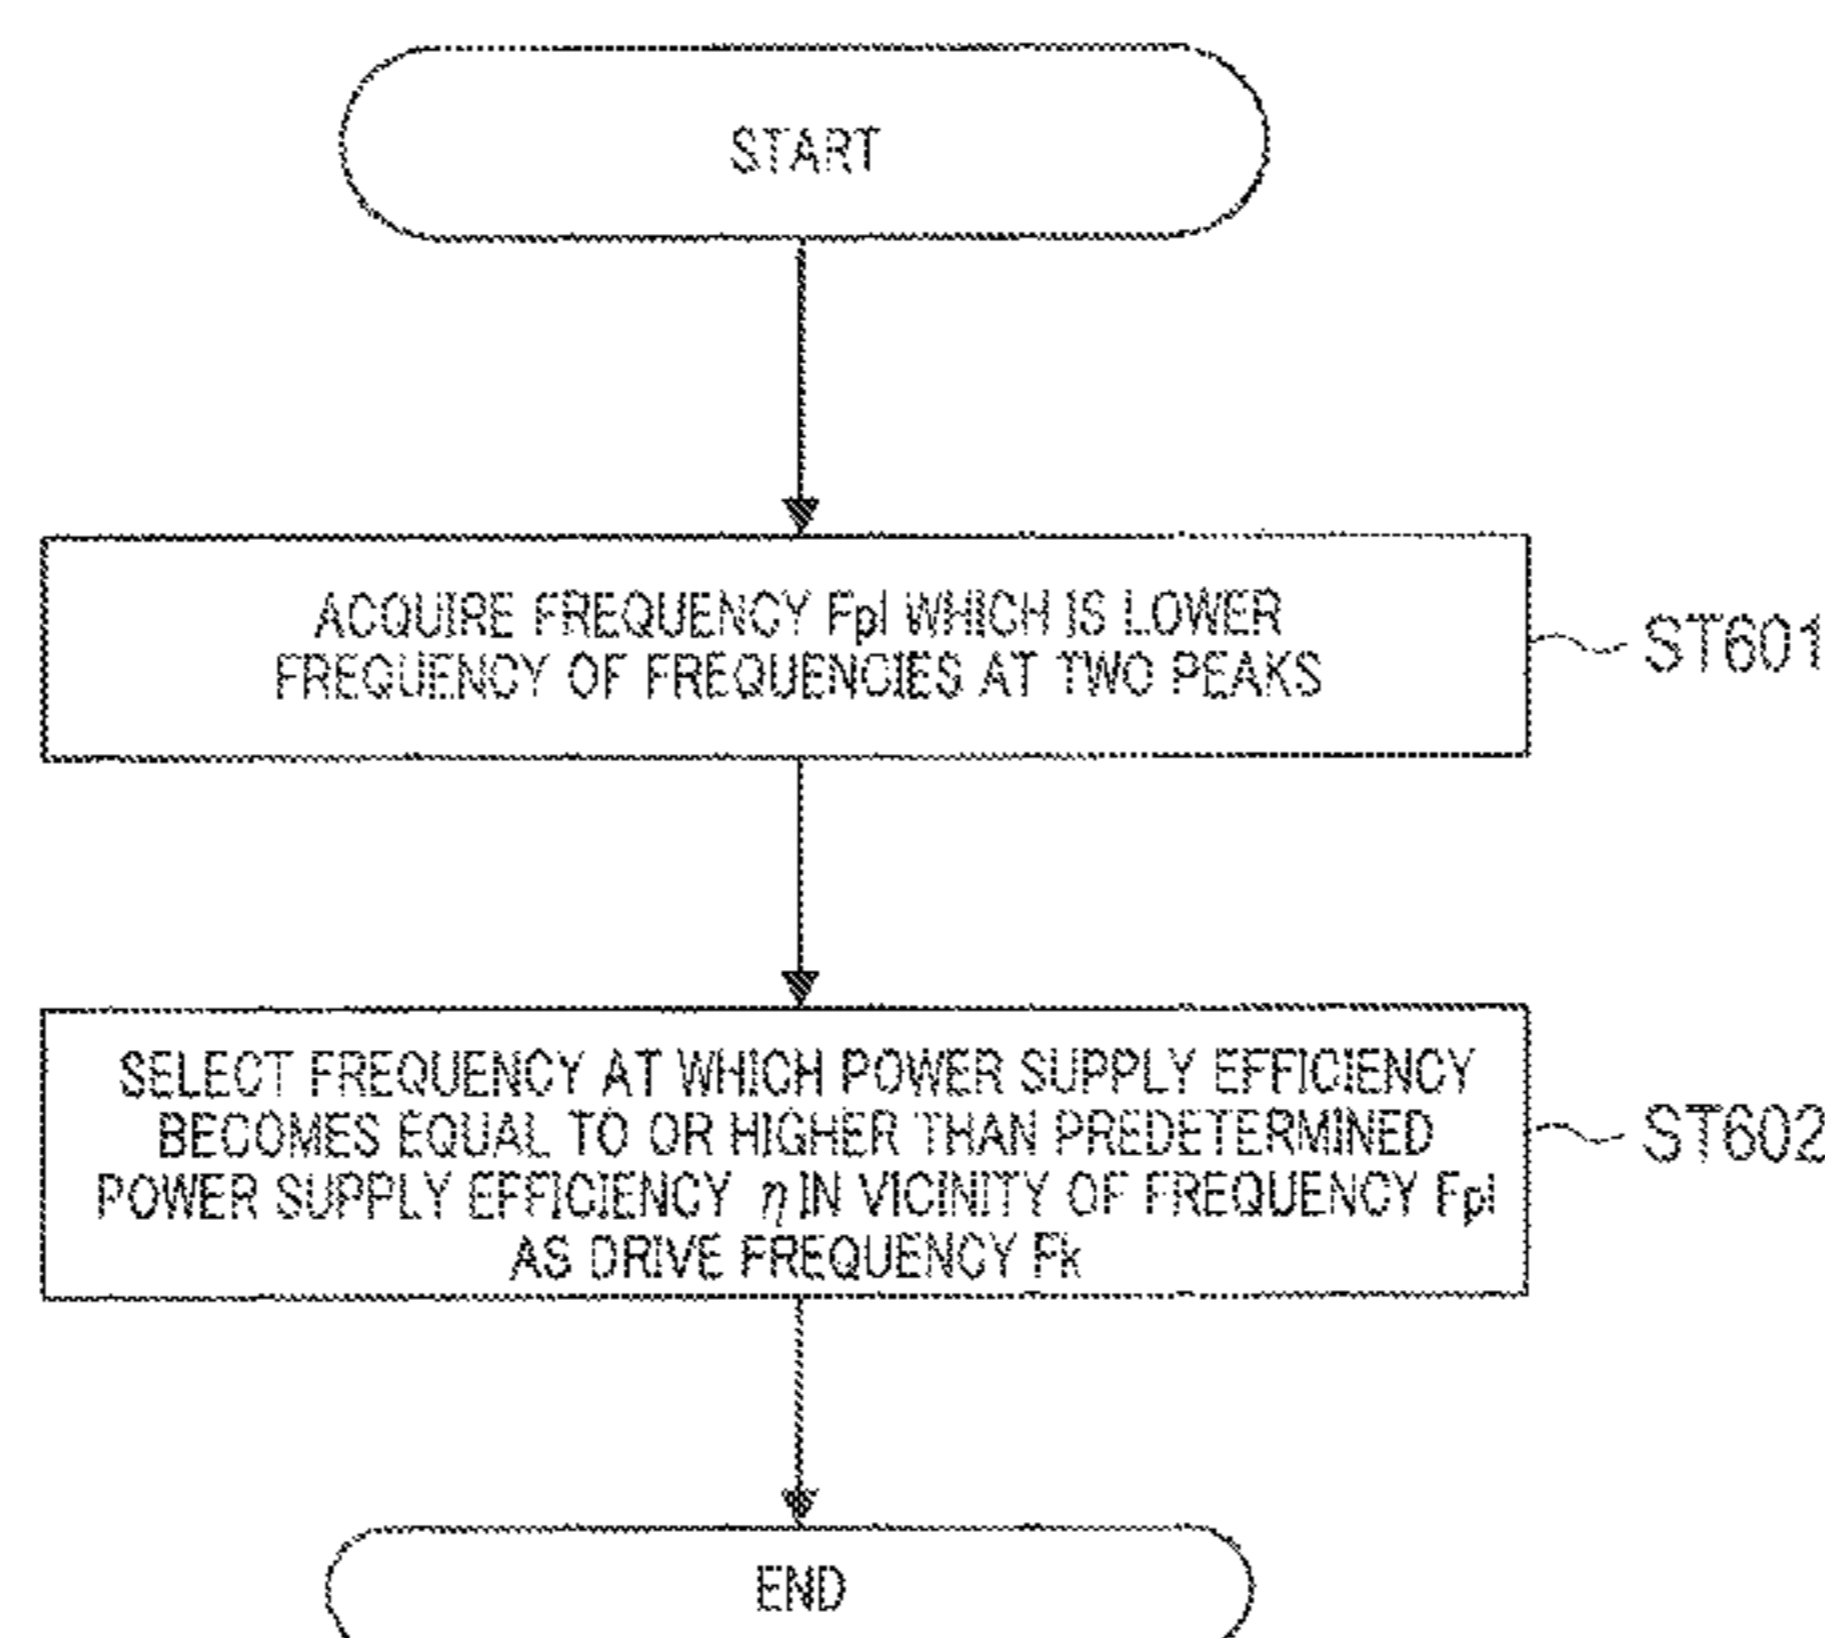 START
ACQUIRE FREQUENCY Fpl WHICH IS LOWER
FREQUENCY OF FREQUENCIES AT TWO PEAKS
ST601
SELECT FREQUENCY AT WHICH POWER SUPPLY EFFICIENCY
BECOMES EQUAL TO OR HIGHER THAN PREDETERMINED
POWER SUPPLY EFFICIENCY η IN VICINITY OF FREQUENCY Fpl
AS DRIVE FREQUENCY Fk
ST602
END